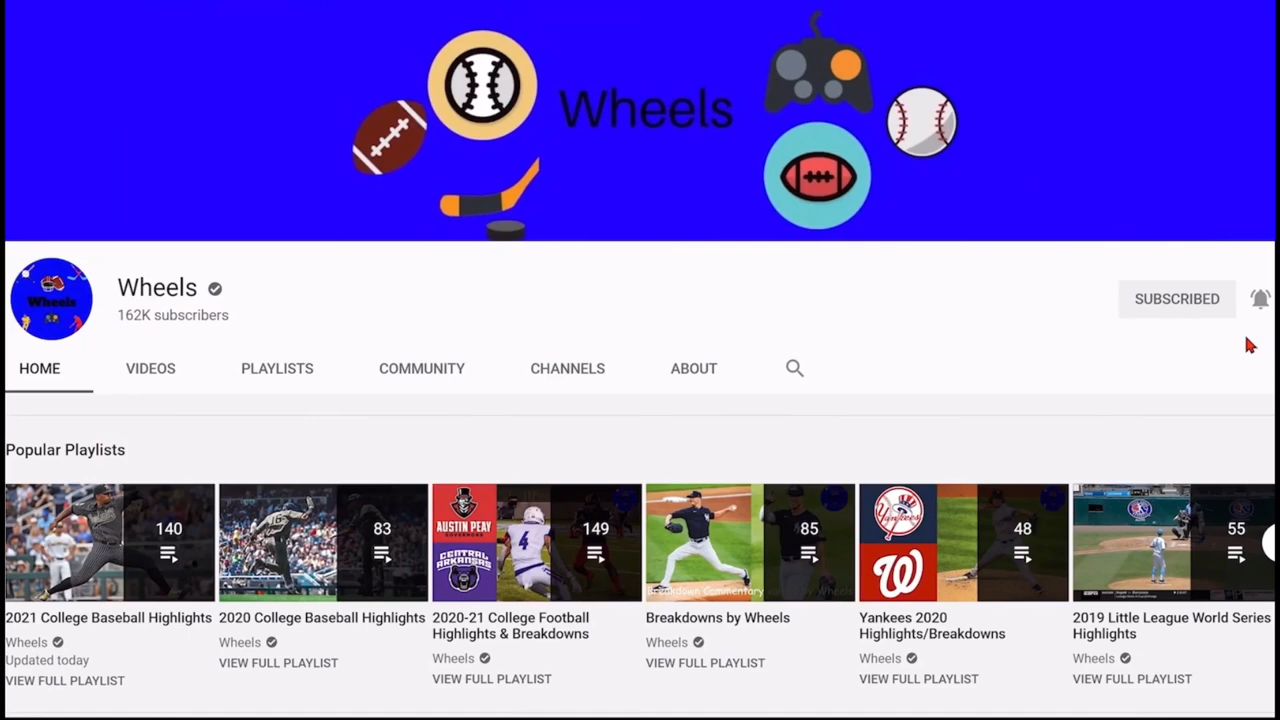 Wheels
Wheels
Wheels
162K subscribers
SUBSCRIBED
HOME VIDEOS PLAYLISTS COMMUNITY CHANNELS ABOUT
Popular Playlists
140
83
AUSTIN PEAY
GOVERNORS
CENTRAL
ARKANSAS
4
149
Breakdown Commentary
85
Yankees
W
48
55
2021 College Baseball Highlights
Wheels
Updated today
VIEW FULL PLAYLIST
2020 College Baseball Highlights
Wheels
VIEW FULL PLAYLIST
2020-21 College Football
Highlights & Breakdowns
Wheels
VIEW FULL PLAYLIST
Breakdowns by Wheels
Wheels
VIEW FULL PLAYLIST
Yankees 2020
Highlights/Breakdowns
Wheels
VIEW FULL PLAYLIST
2019 Little League World Series
Highlights
Wheels
VIEW FULL PLAYLIST